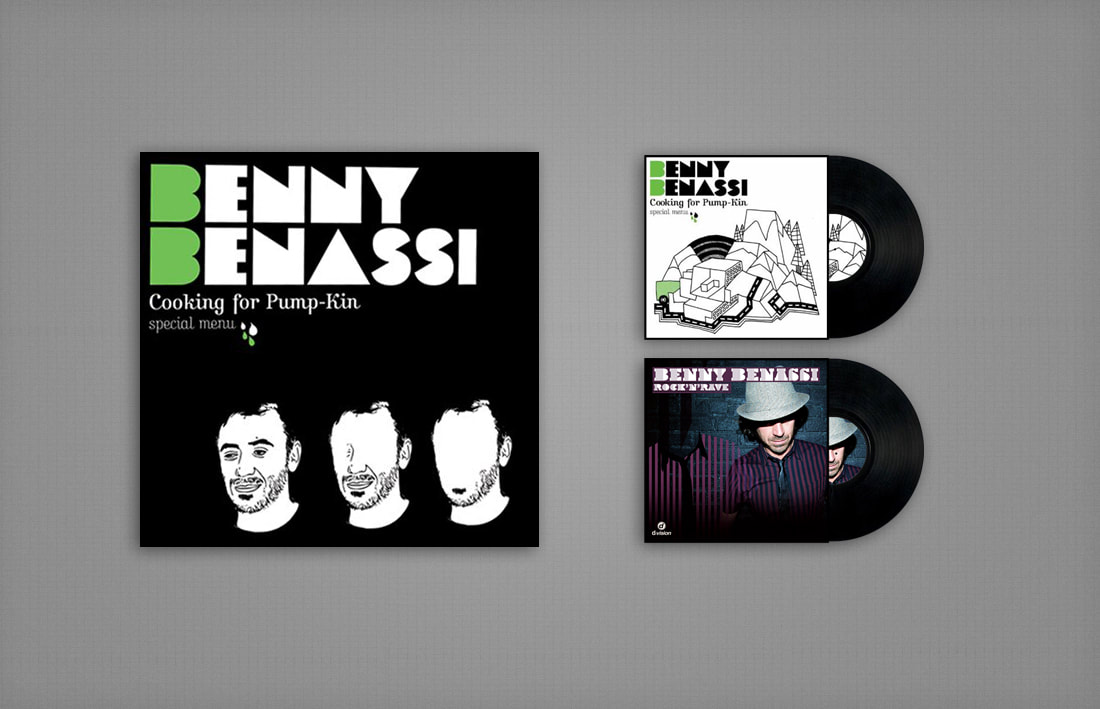 BENNY
BENASSI
Cooking for Pump-Kin
special menu
BENNY
BENASSI
Cooking for Pump-Kin
special menu
BENNY BENASSI
ROCK'N'RAVE
d:vision